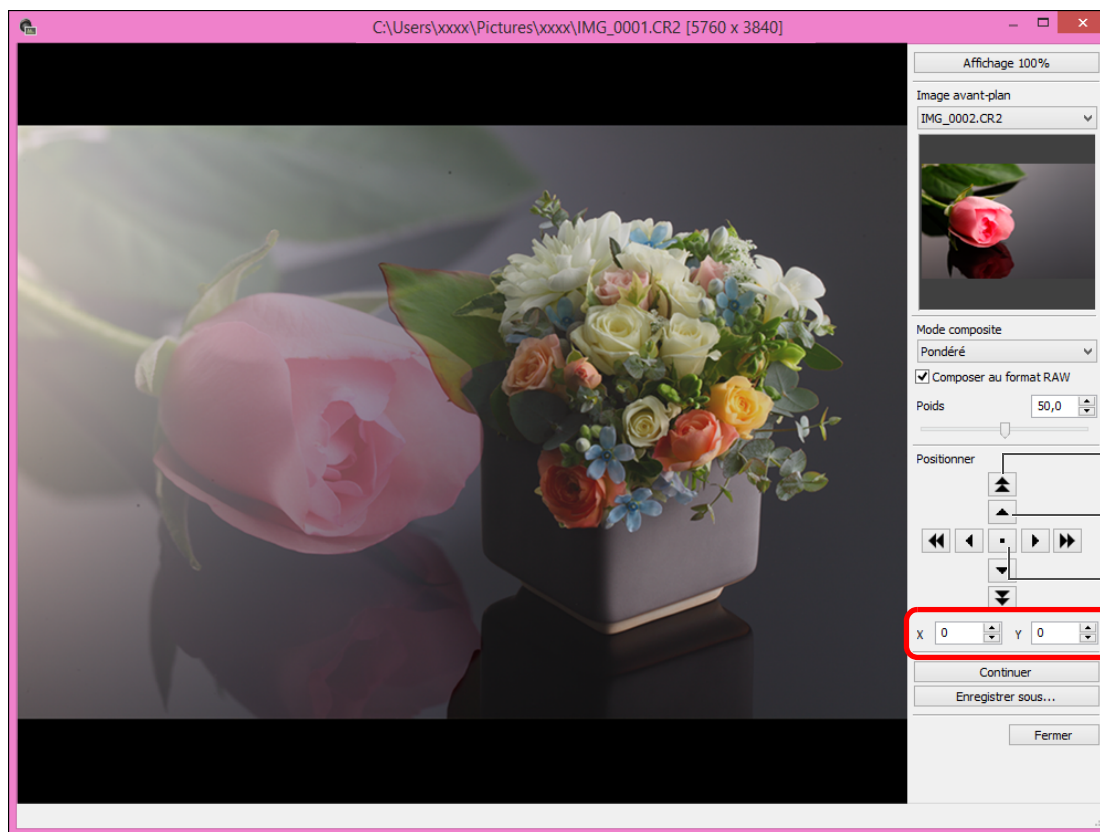 C:\Users\xxxx\Pictures\xxxx\IMG_0001.CR2 [5760 x 3840]
Affichage 100%
Image avant-plan
IMG_0002.CR2
Mode composite
Pondéré
Composer au format RAW
Poids 50,0
Positionner
X 0 Y 0
Continuer
Enregistrer sous...
Fermer